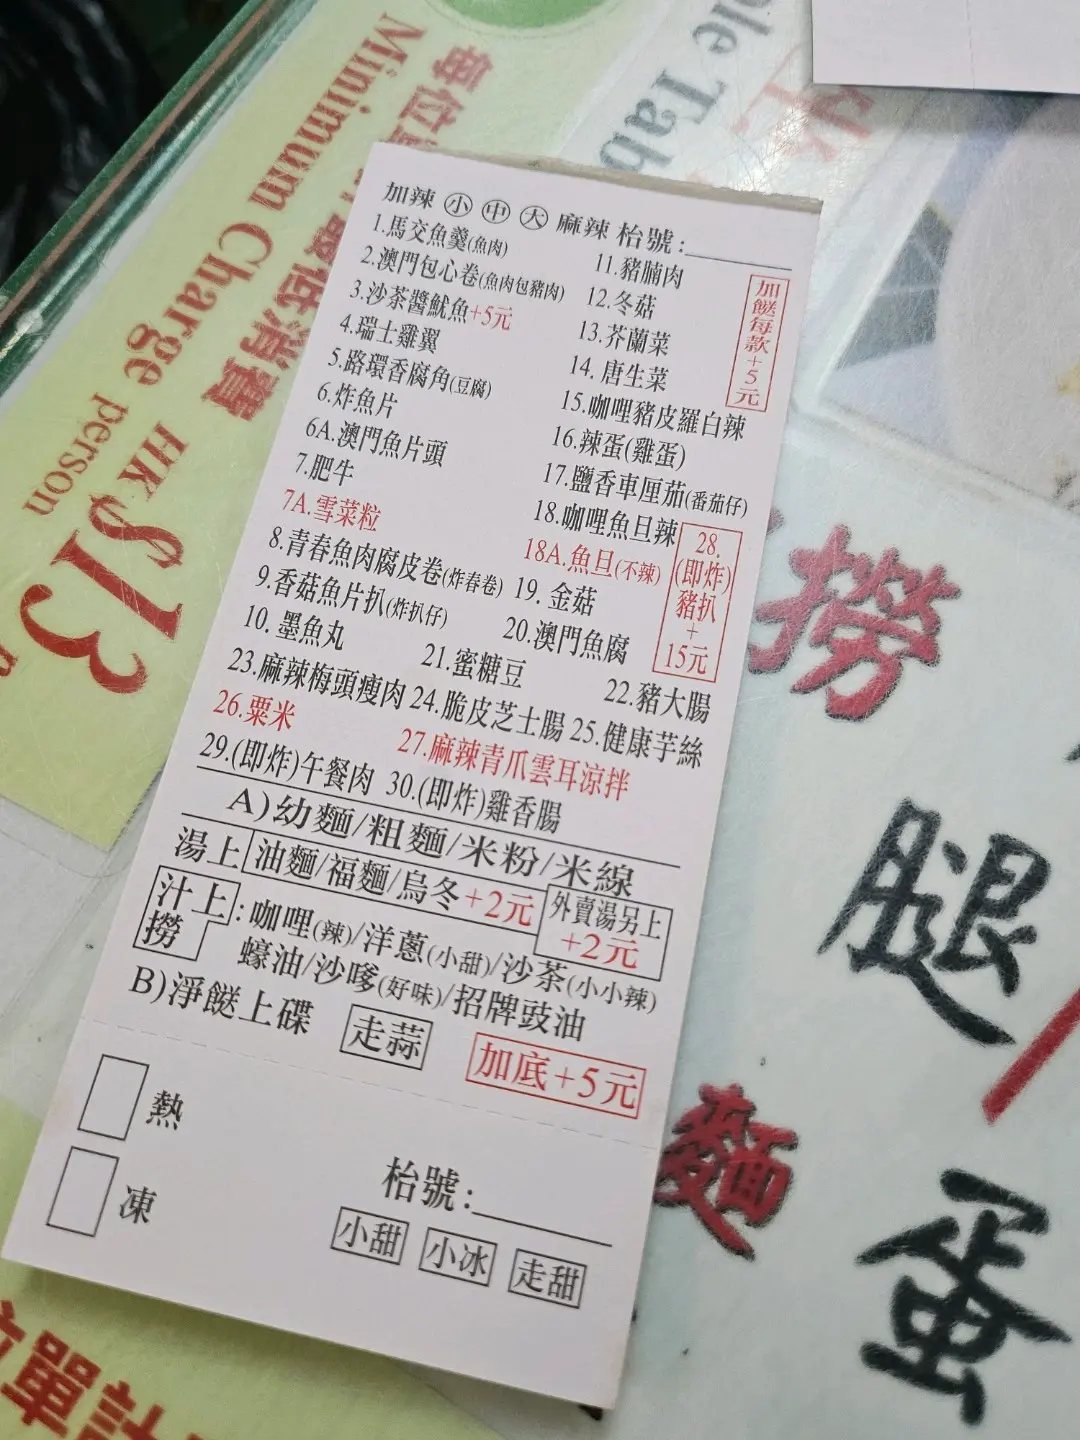 加辣 小 中 大 麻辣 枱號:
1.馬交魚羹(魚肉)
2.澳門包心卷(魚肉包豬肉)
3.沙茶醬魷魚+5元
4.瑞士雞翼
5.路環香腐角(豆腐)
6.炸魚片
6A.澳門魚片頭
7.肥牛
7A.雪菜粒
8.青春魚肉腐皮卷(炸春卷)
9.香菇魚片扒(炸扒仔)
10.墨魚丸
11.豬腩肉
12.冬菇
13.芥蘭菜
14.唐生菜
15.咖哩豬皮羅白辣
16.辣蛋(雞蛋)
17.鹽香車厘茄(番茄仔)
18.咖哩魚旦辣
18A.魚旦(不辣)
19.金菇
20.澳門魚腐
21.蜜糖豆
22.豬大腸
加餸每款+5元
28.
(即炸)
豬扒
+
15元
23.麻辣梅頭瘦肉 24.脆皮芝士腸 25.健康芋絲
26.粟米 27.麻辣青爪雲耳涼拌
29.(即炸)午餐肉 30.(即炸)雞香腸
A)幼麵/粗麵/米粉/米線
湯上 油麵/福麵/烏冬+2元
外賣湯另上
+2元
汁上
撈
:咖哩(辣)/洋蔥(小甜)/沙茶(小小辣)
蠔油/沙嗲(好味)/招牌豉油
B)淨餸上碟 走蒜 加底+5元
熱
凍
枱號:
小甜 小冰 走甜
每位
最低消費
Minimum Charge
HK$13
person
Tab
撈
腿
麵
蛋
單計